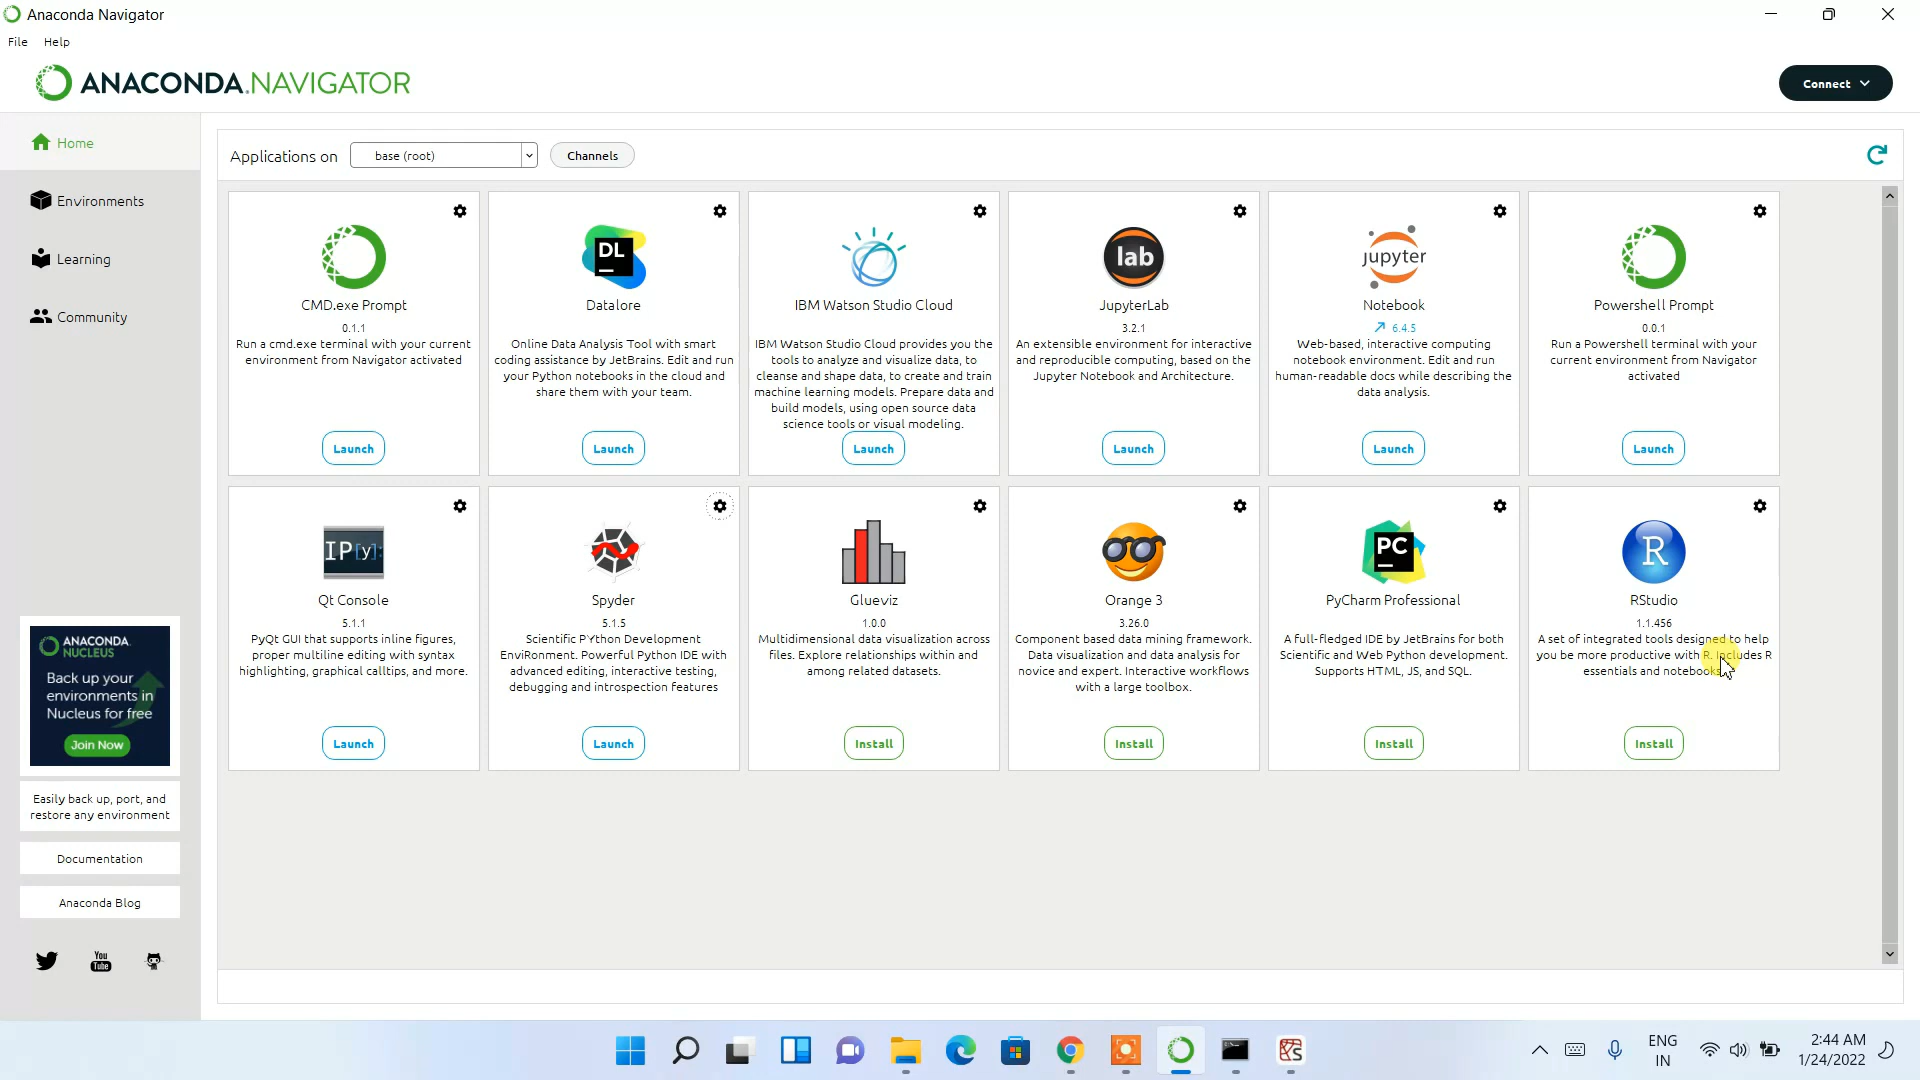 Anaconda Navigator
File Help
ANACONDA.NAVIGATOR
Connect
Home
Environments
Learning
Community
Applications on base (root) Channels
CMD.exe Prompt
0.1.1
Run a cmd.exe terminal with your current
environment from Navigator activated
Launch
DL
Datalore
Online Data Analysis Tool with smart
coding assistance by JetBrains. Edit and run
your Python notebooks in the cloud and
share them with your team.
Launch
IBM Watson Studio Cloud
IBM Watson Studio Cloud provides you the
tools to analyze and visualize data, to
cleanse and shape data, to create and train
machine learning models. Prepare data and
build models, using open source data
science tools or visual modeling.
Launch
lab
JupyterLab
3.2.1
An extensible environment for interactive
and reproducible computing, based on the
Jupyter Notebook and Architecture.
Launch
jupyter
Notebook
6.4.5
Web-based, interactive computing
notebook environment. Edit and run
human-readable docs while describing the
data analysis.
Launch
Powershell Prompt
0.0.1
Run a Powershell terminal with your
current environment from Navigator
activated
Launch
IP[y]:
Qt Console
5.1.1
PyQt GUI that supports inline figures,
proper multiline editing with syntax
highlighting, graphical calltips, and more.
Launch
Spyder
5.1.5
Scientific PYthon Development
EnviRonment. Powerful Python IDE with
advanced editing, interactive testing,
debugging and introspection features
Launch
Glueviz
1.0.0
Multidimensional data visualization across
files. Explore relationships within and
among related datasets.
Install
Orange 3
3.26.0
Component based data mining framework.
Data visualization and data analysis for
novice and expert. Interactive workflows
with a large toolbox.
Install
PC
PyCharm Professional
A full-fledged IDE by JetBrains for both
Scientific and Web Python development.
Supports HTML, JS, and SQL.
Install
R
RStudio
1.1.456
A set of integrated tools designed to help
you be more productive with R. Includes R
essentials and notebooks
Install
ANACONDA.
NUCLEUS
Back up your
environments in
Nucleus for free
Join Now
Easily back up, port, and
restore any environment
Documentation
Anaconda Blog
You
Tube
ENG
IN
2:44 AM
1/24/2022